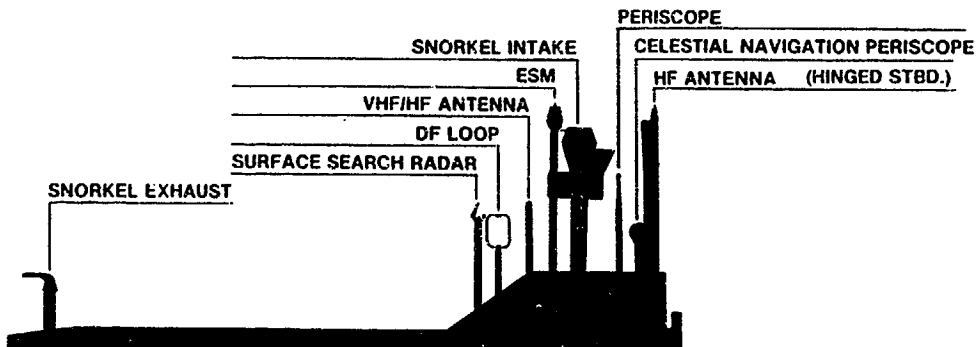 PERISCOPE
SNORKEL INTAKE
CELESTIAL NAVIGATION PERISCOPE
ESM
HF ANTENNA (HINGED STBD.)
VHF/HF ANTENNA
DF LOOP
SURFACE SEARCH RADAR
SNORKEL EXHAUST